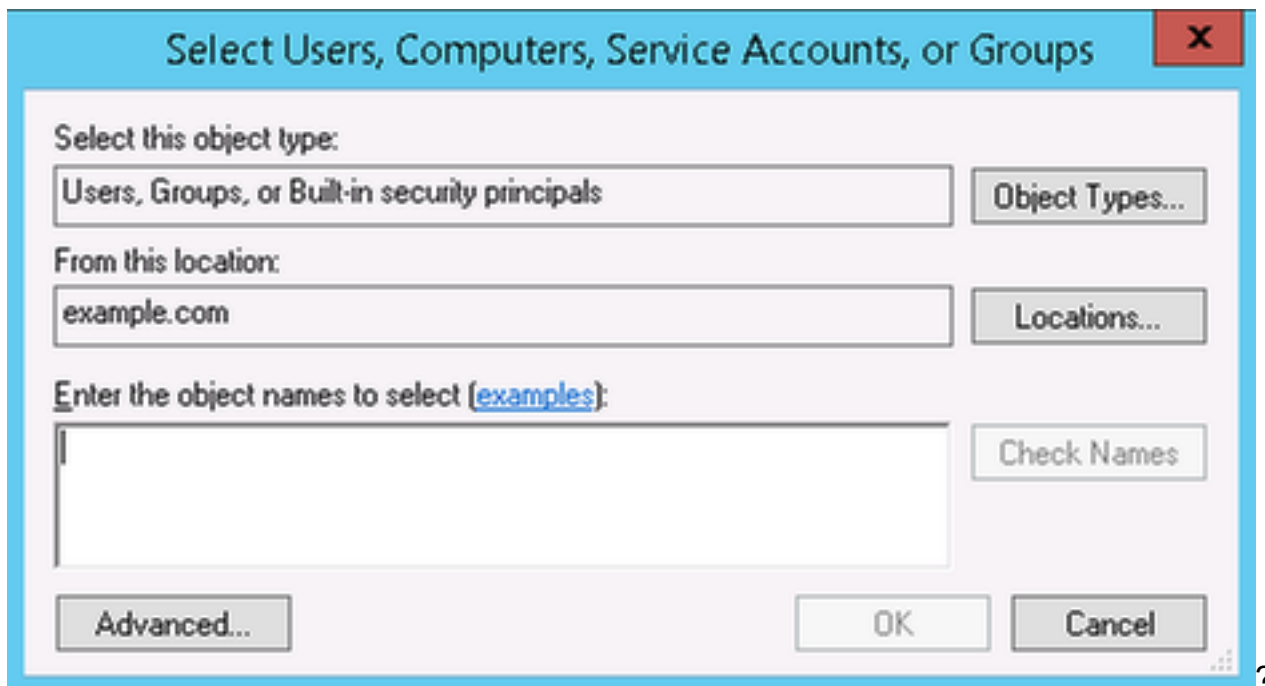 Select Users, Computers, Service Accounts, or Groups
x
Select this object type:
Users, Groups, or Built-in security principals
Object Types...
From this location:
example.com
Locations...
Enter the object names to select (examples):
Check Names
Advanced...
OK
Cancel
?